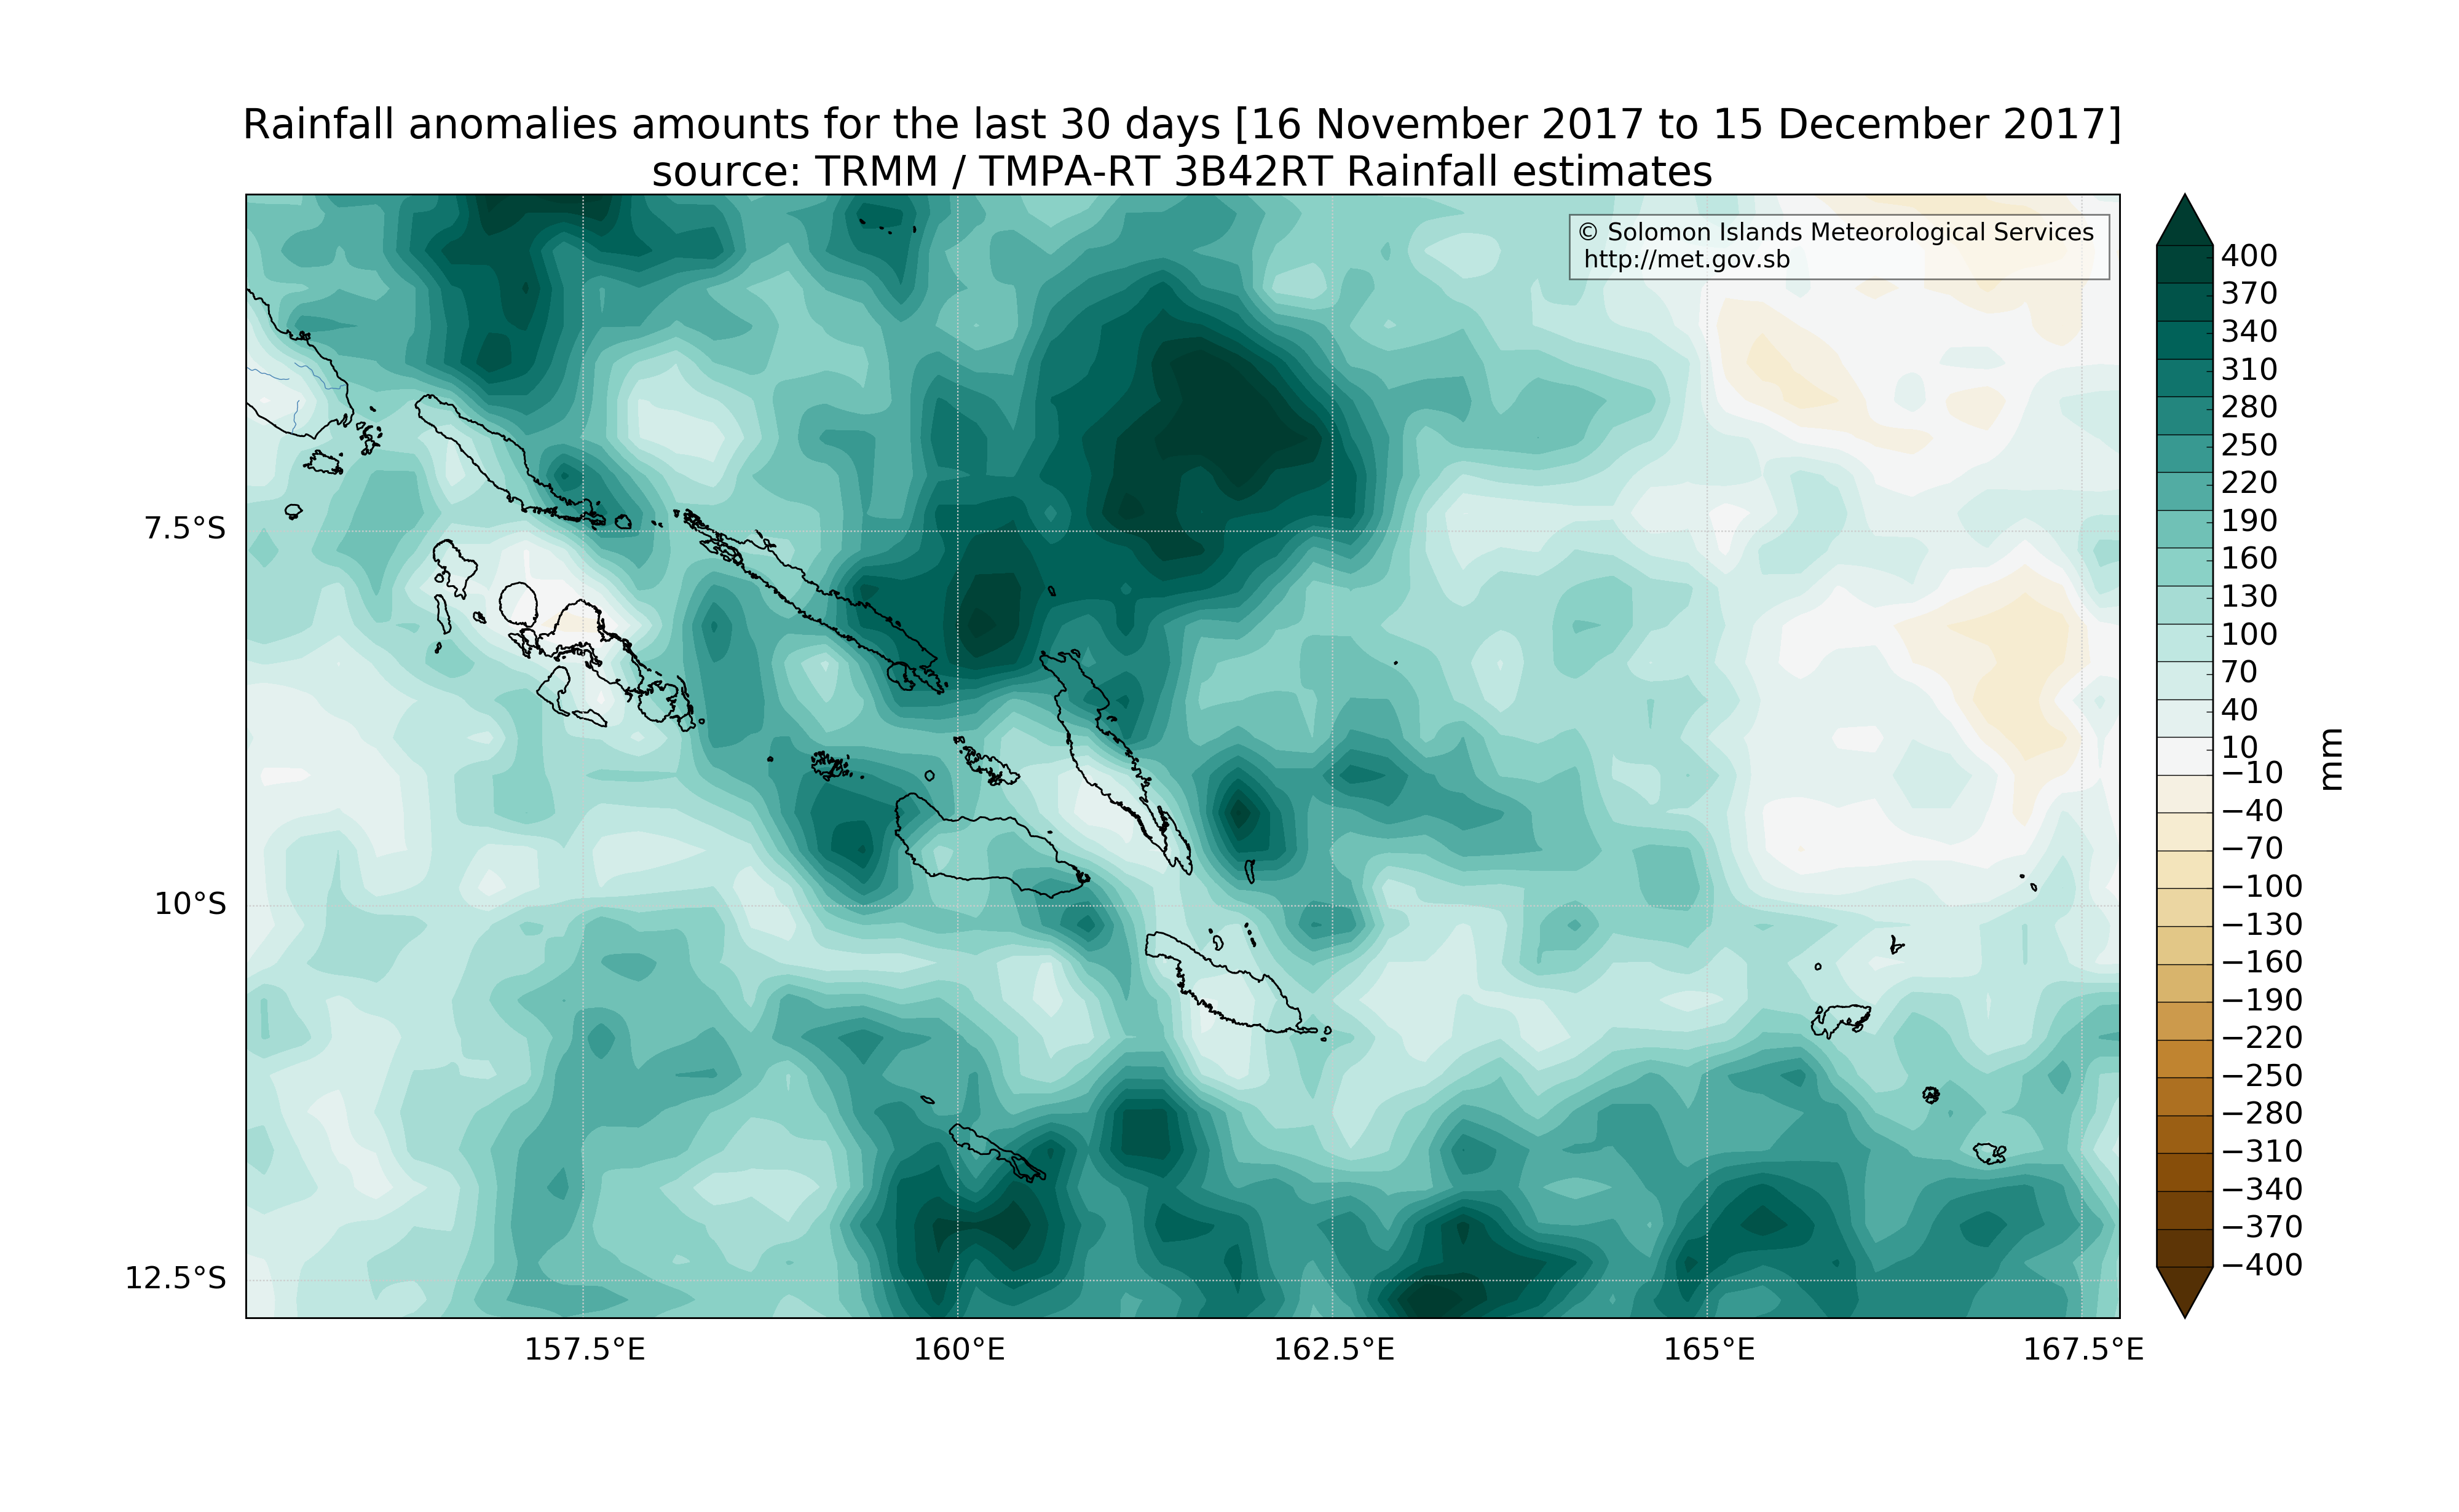 Rainfall anomalies amounts for the last 30 days [16 November 2017 to 15 December 2017]
source: TRMM / TMPA-RT 3B42RT Rainfall estimates
© Solomon Islands Meteorological Services
http://met.gov.sb
7.5°S
10°S
12.5°S
157.5°E
160°E
162.5°E
165°E
167.5°E
400
370
340
310
280
250
220
190
160
130
100
70
40
10
−10
−40
−70
−100
−130
−160
−190
−220
−250
−280
−310
−340
−370
−400
mm